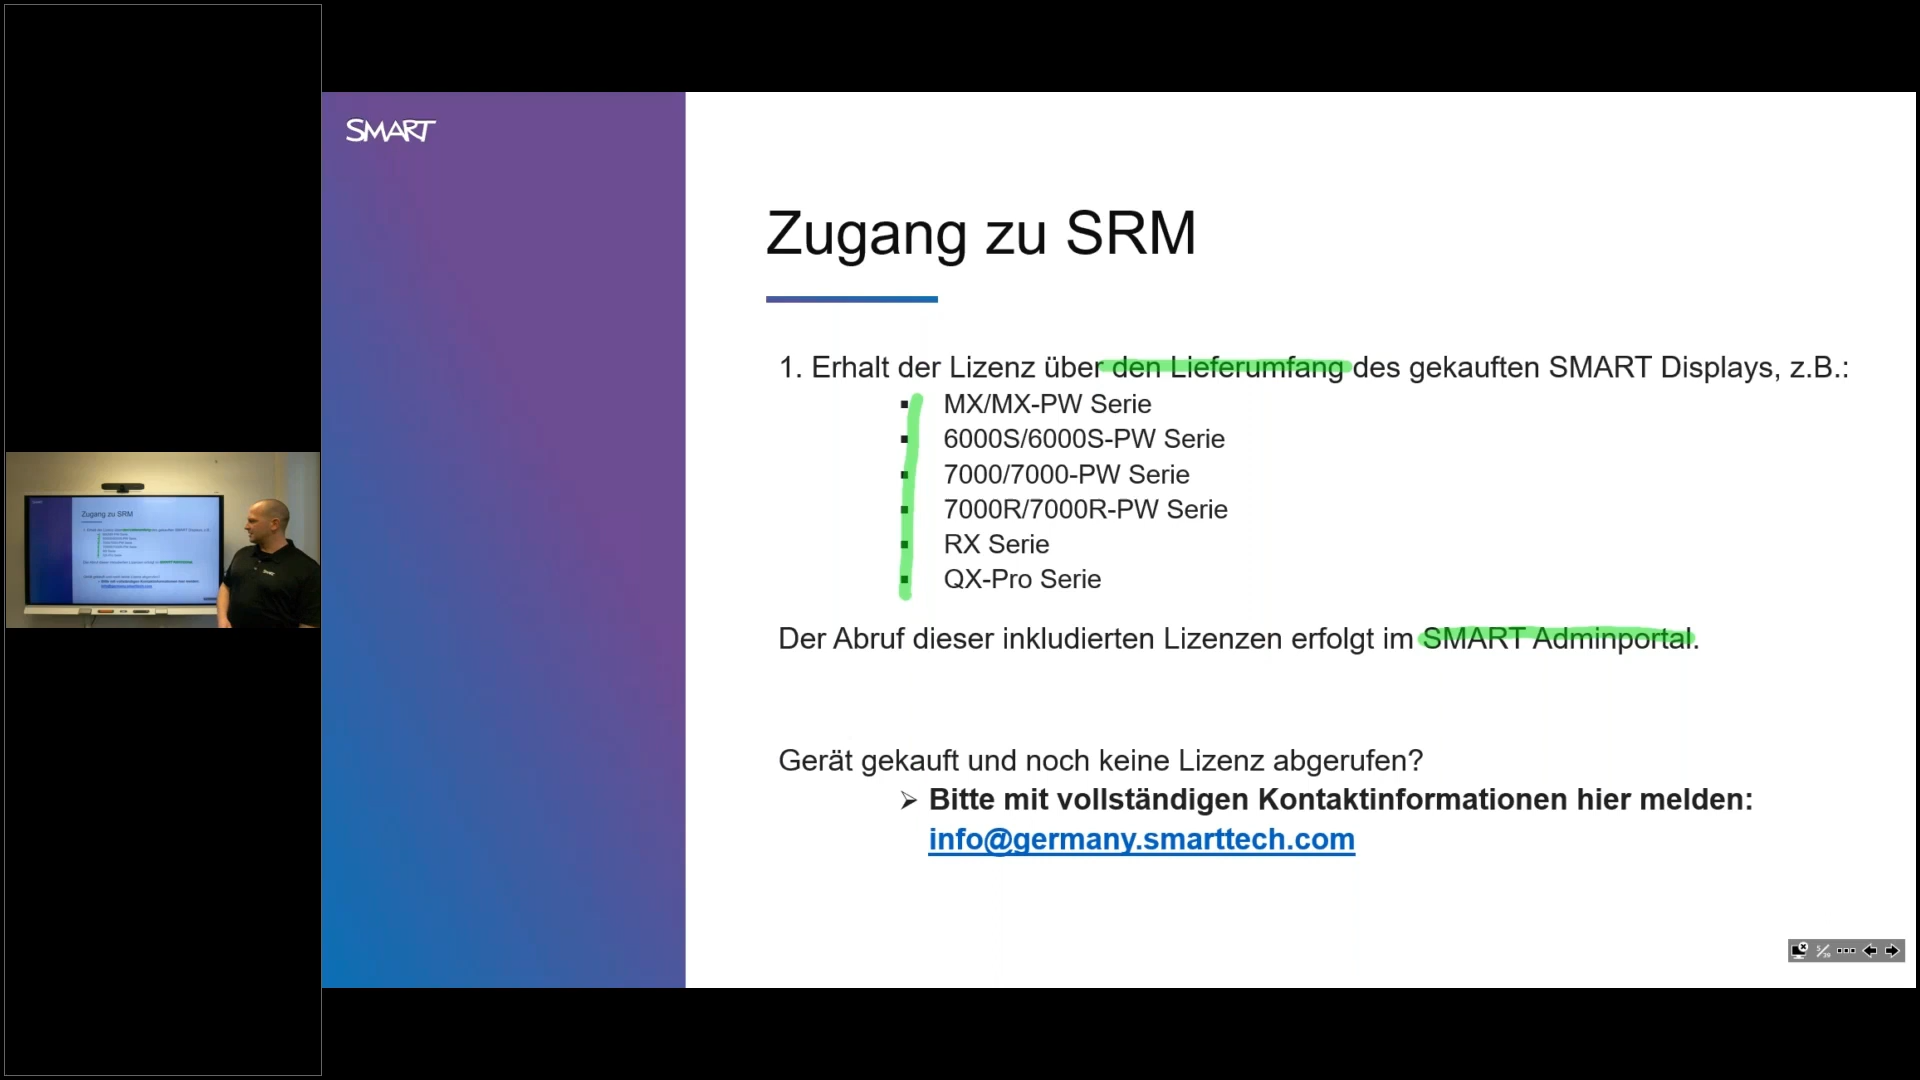 SMART
Zugang zu SRM
1. Erhalt der Lizenz über den Lieferumfang des gekauften SMART Displays, z.B.:
▪ MX/MX-PW Serie
▪ 6000S/6000S-PW Serie
▪ 7000/7000-PW Serie
▪ 7000R/7000R-PW Serie
▪ RX Serie
▪ QX-Pro Serie
Der Abruf dieser inkludierten Lizenzen erfolgt im SMART Adminportal.
Gerät gekauft und noch keine Lizenz abgerufen?
➢ Bitte mit vollständigen Kontaktinformationen hier melden:
info@germany.smarttech.com
Zugang zu SRM